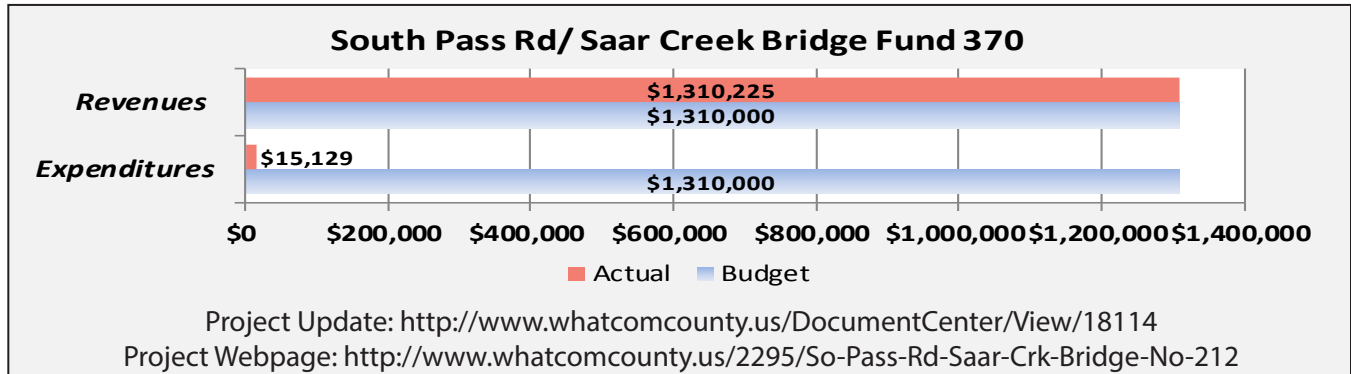 South Pass Rd/ Saar Creek Bridge Fund 370
Revenues
$1,310,225
$1,310,000
Expenditures
$15,129
$1,310,000
$0 $200,000 $400,000 $600,000 $800,000 $1,000,000 $1,200,000 $1,400,000
Actual Budget
Project Update: http://www.whatcomcounty.us/DocumentCenter/View/18114
Project Webpage: http://www.whatcomcounty.us/2295/So-Pass-Rd-Saar-Crk-Bridge-No-212